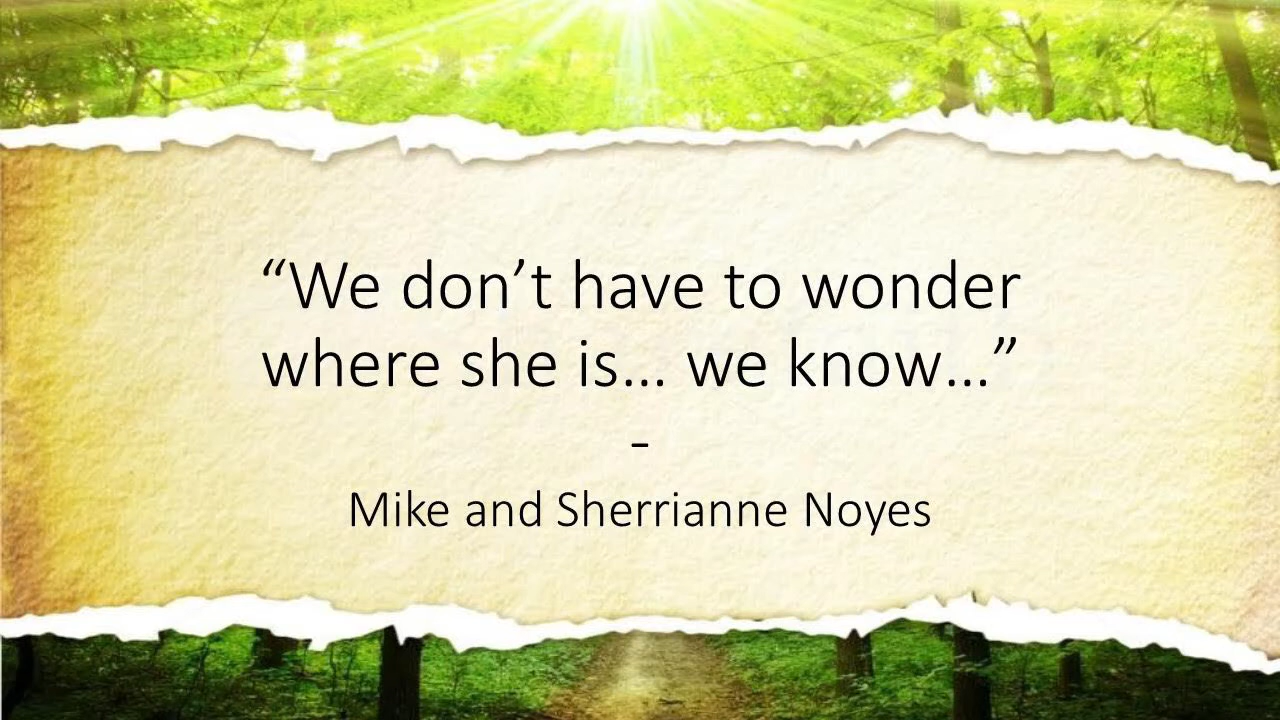 “We don’t have to wonder
where she is... we know...”
-
Mike and Sherrianne Noyes